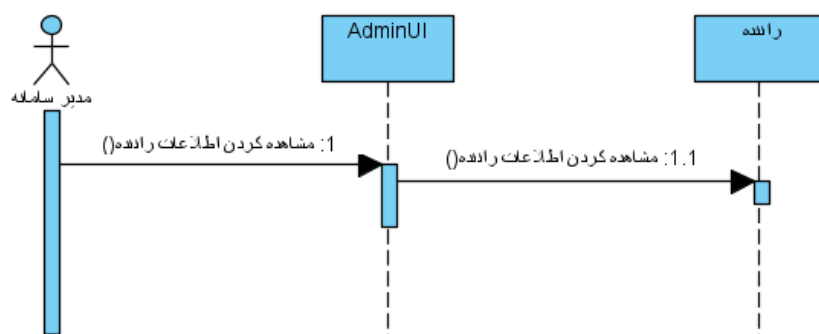 AdminUI
راننده
مدیر سامانه
1: مشاهده کردن اطلاعات راننده()
1.1: مشاهده کردن اطلاعات راننده()